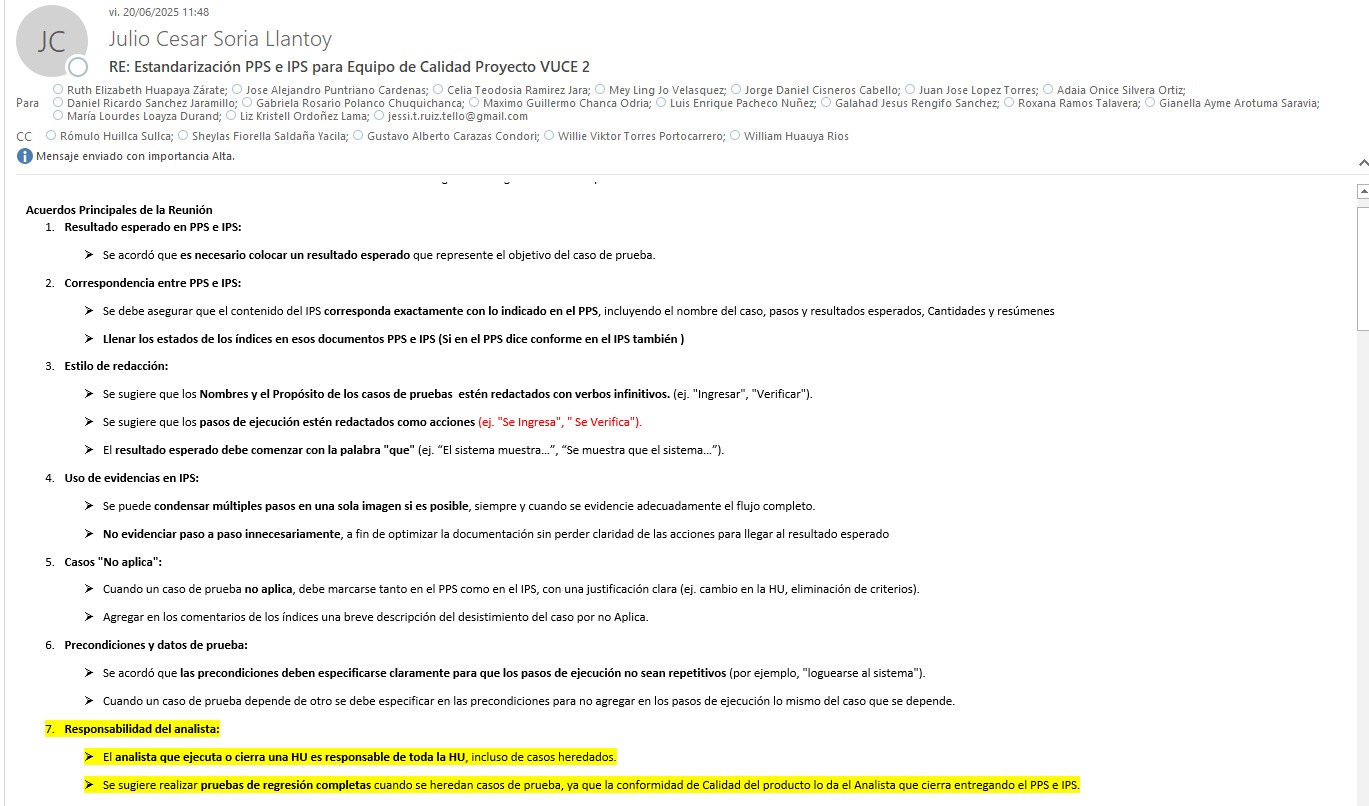 vi. 20/06/2025 11:48
JC
Julio Cesar Soria Llantoy
RE: Estandarización PPS e IPS para Equipo de Calidad Proyecto VUCE 2
Ruth Elizabeth Huapaya Zárate; Jose Alejandro Puntriano Cardenas; Celia Teodosia Ramirez Jara; Mey Ling Jo Velasquez; Jorge Daniel Cisneros Cabello; Juan Jose Lopez Torres; Adaia Onice Silvera Ortiz;
Para Daniel Ricardo Sanchez Jaramillo; Gabriela Rosario Polanco Chuquichanca; Maximo Guillermo Chanca Odria; Luis Enrique Pacheco Nuñez; Galahad Jesus Rengifo Sanchez; Roxana Ramos Talavera; Gianella Ayme Arotuma Saravia;
María Lourdes Loayza Durand; Liz Kristell Ordoñez Lama; jessi.t.ruiz.tello@gmail.com
CC Rómulo Huillca Sullca; Sheylas Fiorella Saldaña Yacila; Gustavo Alberto Carazas Condori; Willie Viktor Torres Portocarrero; William Huauya Rios
Mensaje enviado con importancia Alta.
Acuerdos Principales de la Reunión
1. Resultado esperado en PPS e IPS:
➤ Se acordó que es necesario colocar un resultado esperado que represente el objetivo del caso de prueba.
2. Correspondencia entre PPS e IPS:
➤ Se debe asegurar que el contenido del IPS corresponda exactamente con lo indicado en el PPS, incluyendo el nombre del caso, pasos y resultados esperados, Cantidades y resúmenes
➤ Llenar los estados de los índices en esos documentos PPS e IPS (Si en el PPS dice conforme en el IPS también )
3. Estilo de redacción:
➤ Se sugiere que los Nombres y el Propósito de los casos de pruebas estén redactados con verbos infinitivos. (ej. "Ingresar", "Verificar").
➤ Se sugiere que los pasos de ejecución estén redactados como acciones (ej. "Se Ingresa", " Se Verifica").
➤ El resultado esperado debe comenzar con la palabra "que" (ej. “El sistema muestra…”, “Se muestra que el sistema…”).
4. Uso de evidencias en IPS:
➤ Se puede condensar múltiples pasos en una sola imagen si es posible, siempre y cuando se evidencie adecuadamente el flujo completo.
➤ No evidenciar paso a paso innecesariamente, a fin de optimizar la documentación sin perder claridad de las acciones para llegar al resultado esperado
5. Casos "No aplica":
➤ Cuando un caso de prueba no aplica, debe marcarse tanto en el PPS como en el IPS, con una justificación clara (ej. cambio en la HU, eliminación de criterios).
➤ Agregar en los comentarios de los índices una breve descripción del desistimiento del caso por no Aplica.
6. Precondiciones y datos de prueba:
➤ Se acordó que las precondiciones deben especificarse claramente para que los pasos de ejecución no sean repetitivos (por ejemplo, "loguearse al sistema").
➤ Cuando un caso de prueba depende de otro se debe especificar en las precondiciones para no agregar en los pasos de ejecución lo mismo del caso que se depende.
7. Responsabilidad del analista:
➤ El analista que ejecuta o cierra una HU es responsable de toda la HU, incluso de casos heredados.
➤ Se sugiere realizar pruebas de regresión completas cuando se heredan casos de prueba, ya que la conformidad de Calidad del producto lo da el Analista que cierra entregando el PPS e IPS.